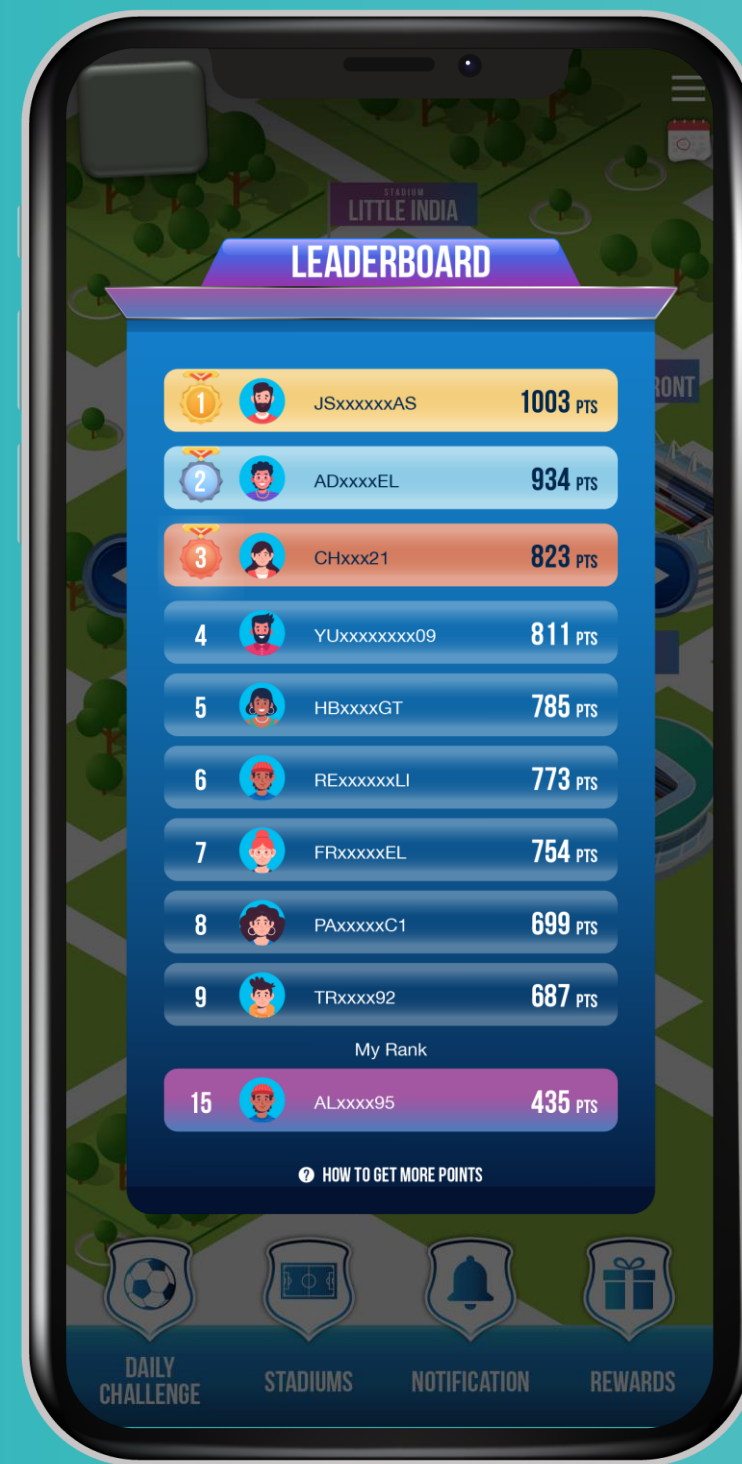 STADIUM
LITTLE INDIA
LEADERBOARD
RONT
1 JSxxxxxxAS 1003 PTS
2 ADxxxxEL 934 PTS
3 CHxxx21 823 PTS
4 YUxxxxxxxx09 811 PTS
5 HBxxxxGT 785 PTS
6 RExxxxxxLI 773 PTS
7 FRxxxxxEL 754 PTS
8 PAxxxxxC1 699 PTS
9 TRxxxx92 687 PTS
My Rank
15 ALxxxx95 435 PTS
? HOW TO GET MORE POINTS
DAILY CHALLENGE STADIUMS NOTIFICATION REWARDS